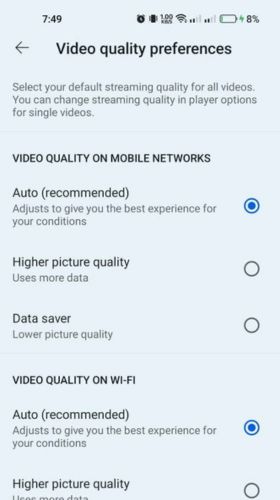 7:49
1.00 KB/S
8%
Video quality preferences
Select your default streaming quality for all videos.
You can change streaming quality in player options
for single videos.
VIDEO QUALITY ON MOBILE NETWORKS
Auto (recommended)
Adjusts to give you the best experience for
your conditions
Higher picture quality
Uses more data
Data saver
Lower picture quality
VIDEO QUALITY ON WI-FI
Auto (recommended)
Adjusts to give you the best experience for
your conditions
Higher picture quality
Uses more data